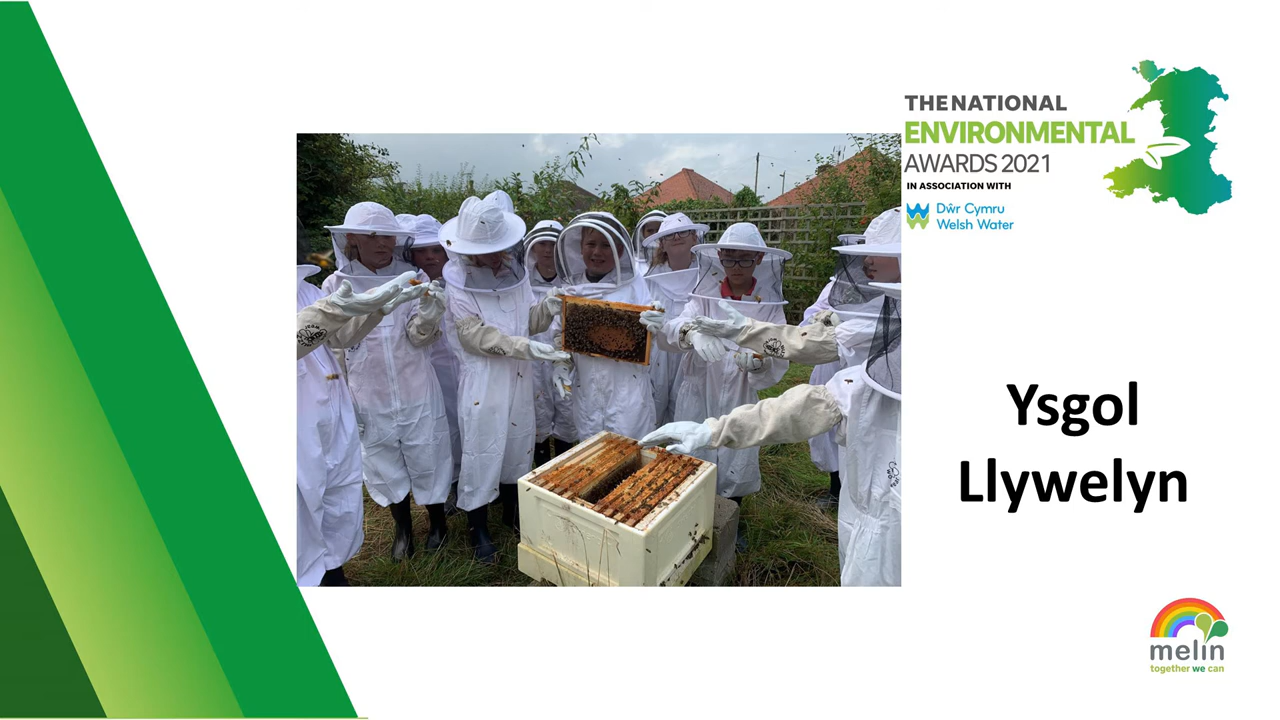 THE NATIONAL
ENVIRONMENTAL
AWARDS 2021
IN ASSOCIATION WITH
Dŵr Cymru
Welsh Water
Ysgol
Llywelyn
melin
together we can